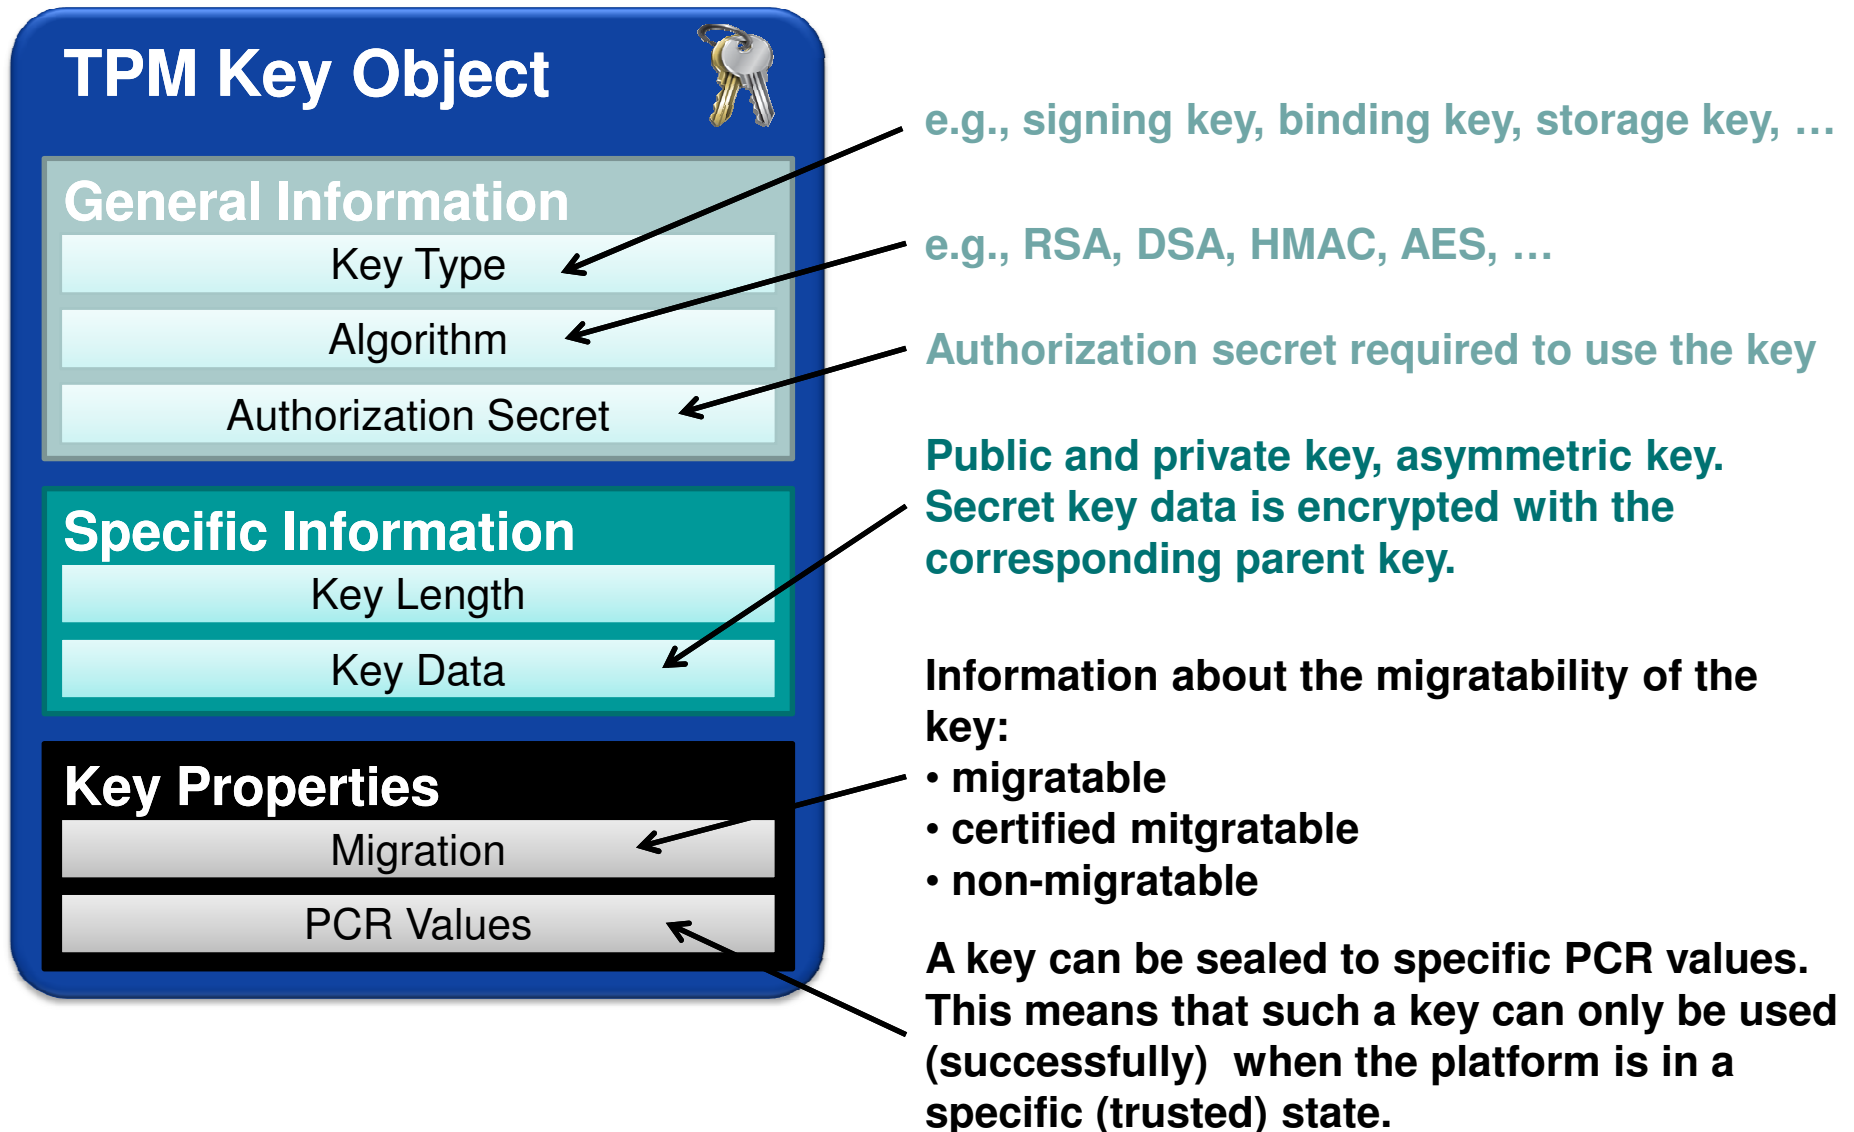 TPM Key Object
General Information
Key Type
Algorithm
Authorization Secret
Specific Information
Key Length
Key Data
Key Properties
Migration
PCR Values
e.g., signing key, binding key, storage key, …
e.g., RSA, DSA, HMAC, AES, …
Authorization secret required to use the key
Public and private key, asymmetric key.
Secret key data is encrypted with the
corresponding parent key.
Information about the migratability of the
key:
• migratable
• certified mitgratable
• non-migratable
A key can be sealed to specific PCR values.
This means that such a key can only be used
(successfully)  when the platform is in a
specific (trusted) state.